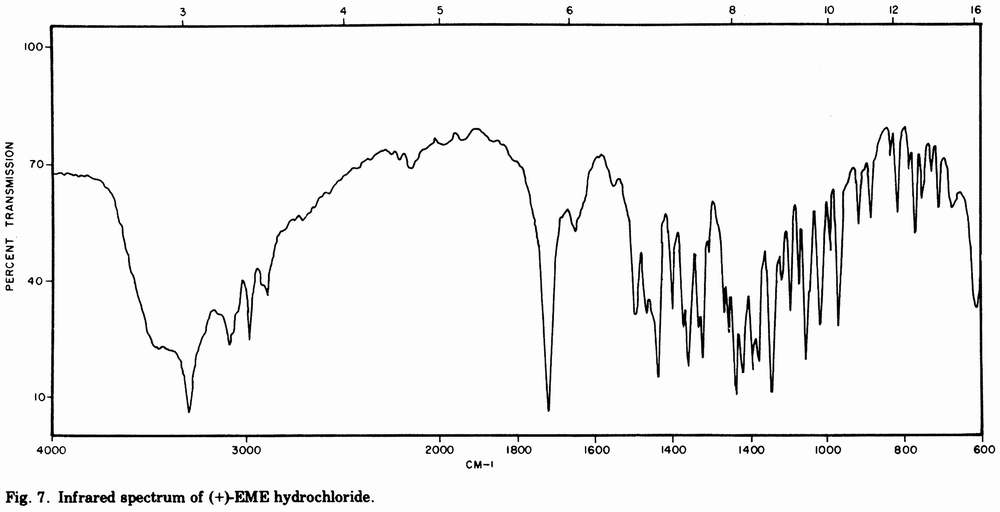 3 4 5 6 8 10 12 16
100
70
40
10
PERCENT TRANSMISSION
4000 3000 2000 1800 1600 1400 1400 1000 800 600
CM-1
Fig. 7. Infrared spectrum of (+)-EME hydrochloride.